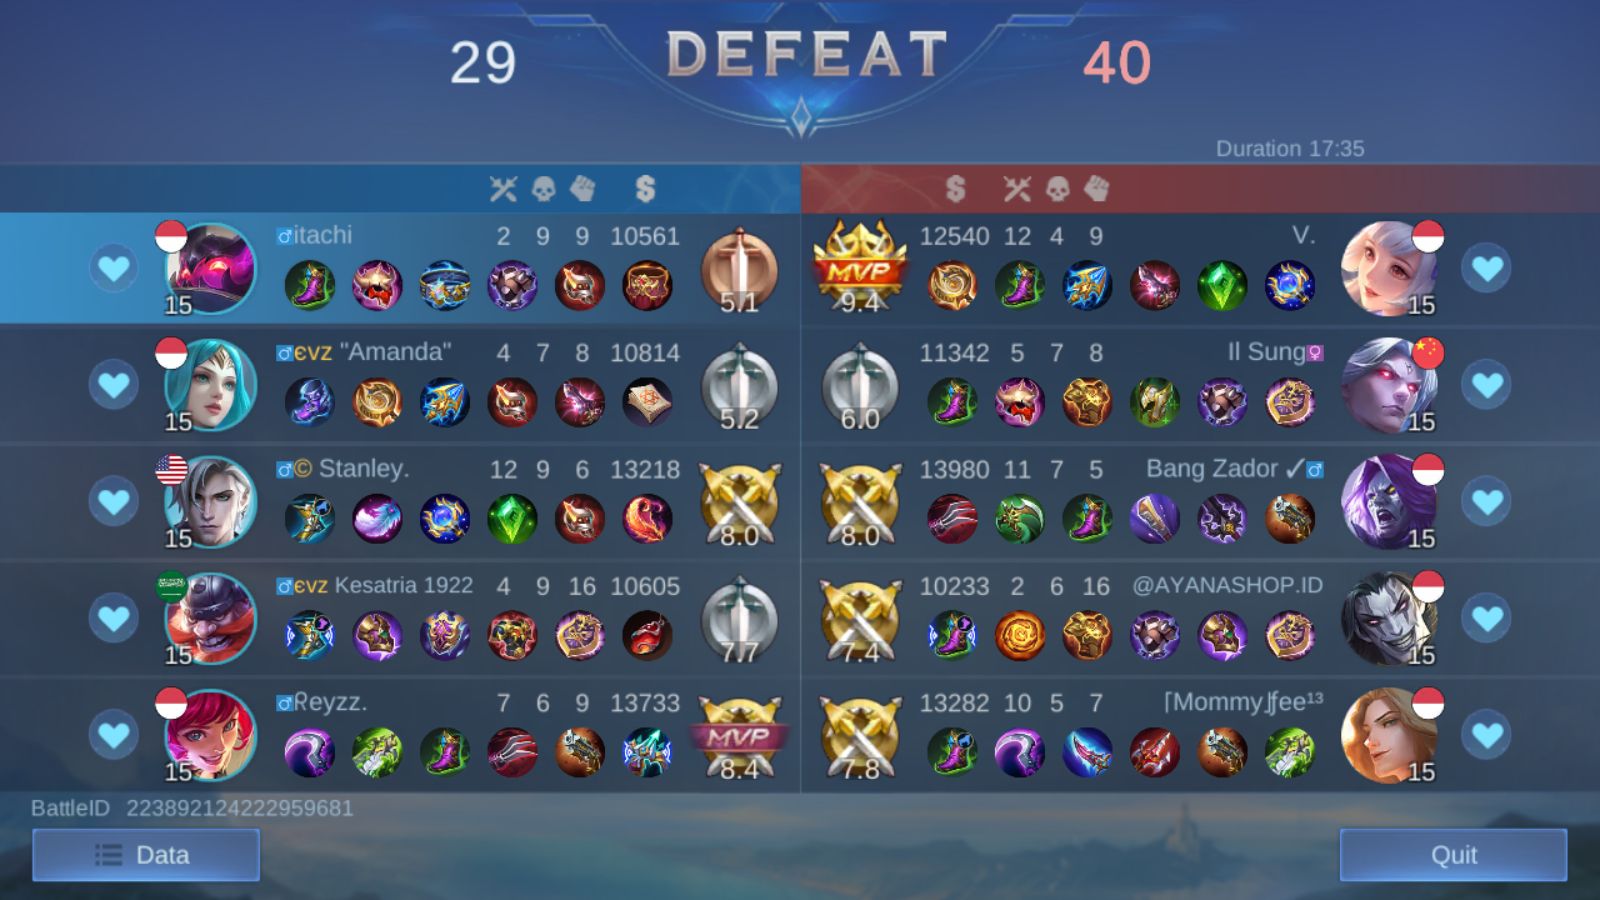 29 DEFEAT 40
Duration 17:35
♂itachi 2 9 9 10561 5.1
15
MVP 9.4 12540 12 4 9 V.
15
♂єvz "Amanda" 4 7 8 10814 5.2
15
6.0 11342 5 7 8 Il Sung♀
15
♂© Stanley. 12 9 6 13218 8.0
15
8.0 13980 11 7 5 Bang Zador ✓♂
15
♂єvz Kesatria 1922 4 9 16 10605 7.7
15
7.4 10233 2 6 16 @AYANASHOP.ID
15
♂Reyzz. 7 6 9 13733 MVP 8.4
15
7.8 13282 10 5 7
15
BattleID 223892124222959681
Data
Quit